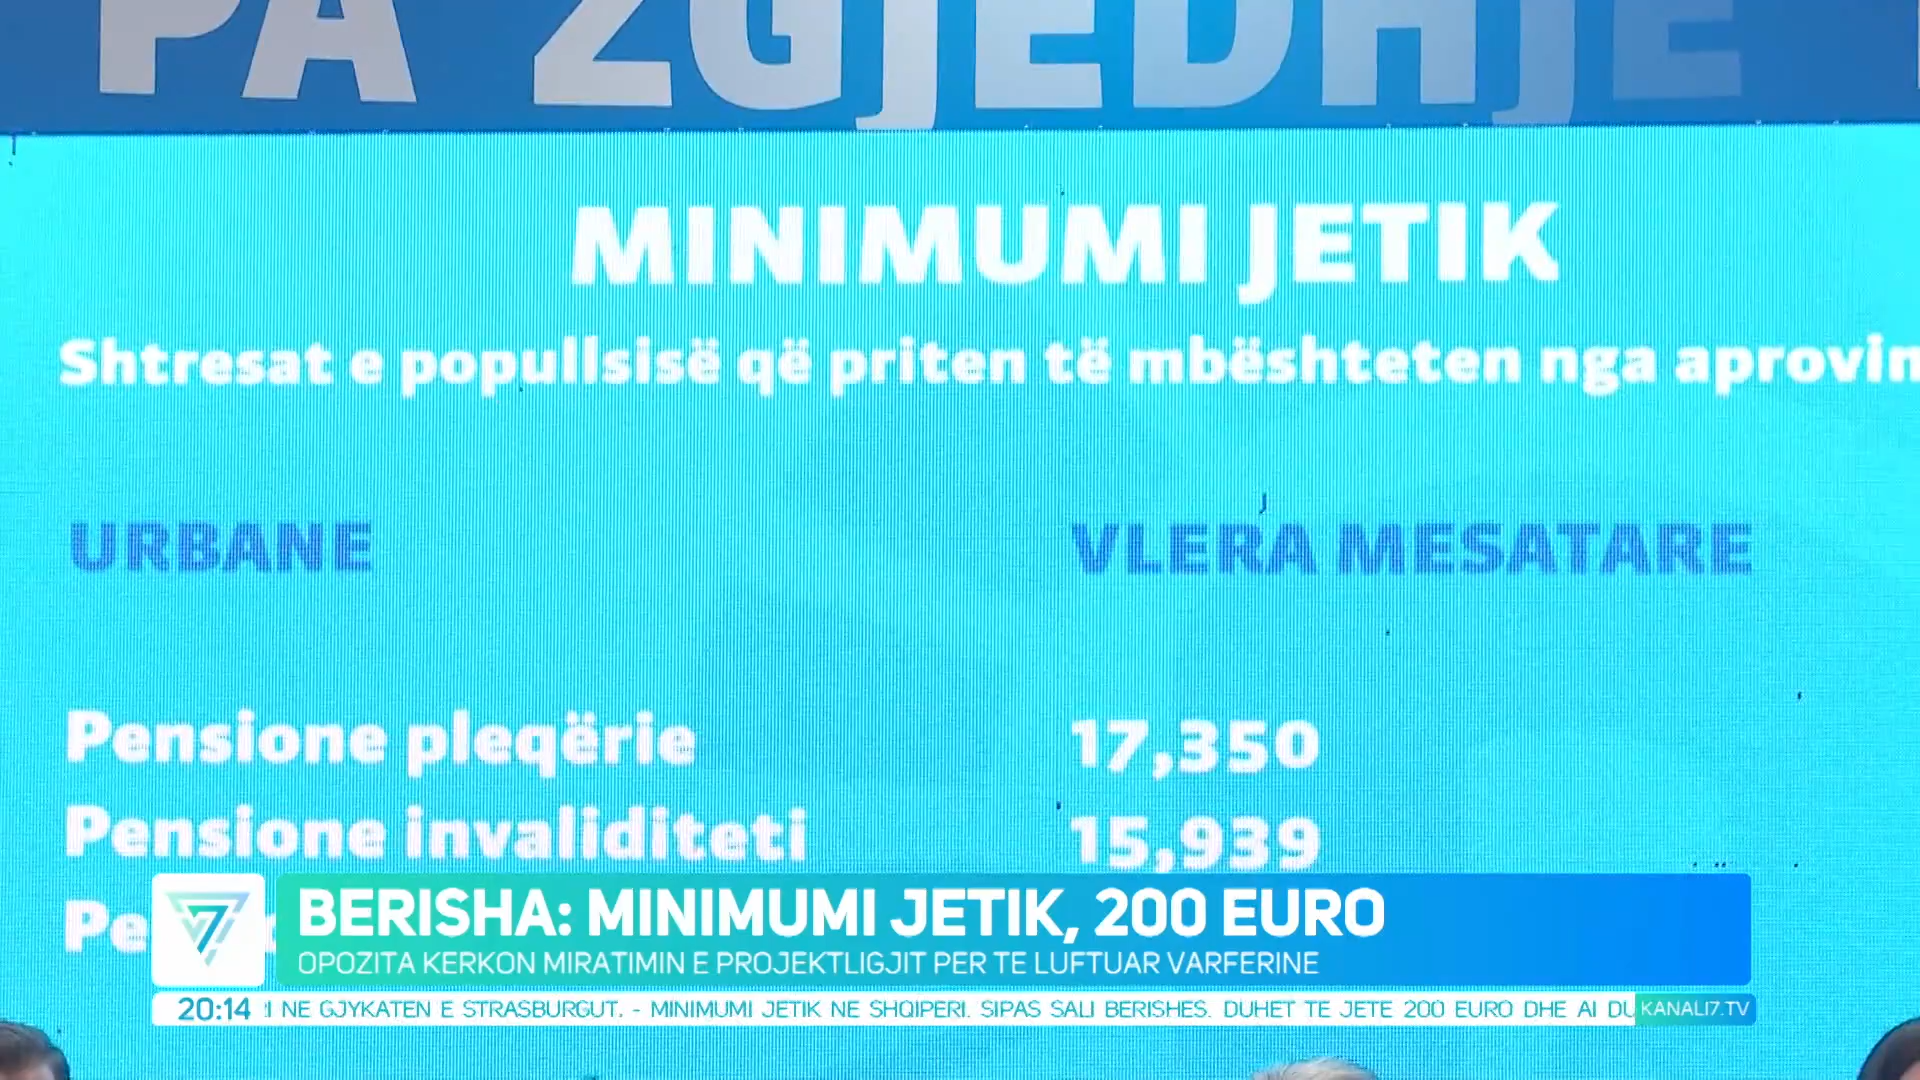 PA ZGJEDHJE
MINIMUMI JETIK
Shtresat e popullsisë që priten të mbështeten nga aprovin
URBANE VLERA MESATARE
Pensione pleqërie 17,350
Pensione invaliditeti 15,939
Pe
BERISHA: MINIMUMI JETIK, 200 EURO
OPOZITA KERKON MIRATIMIN E PROJEKTLIGJIT PER TE LUFTUAR VARFERINE
20:14 I NE GJYKATEN E STRASBURGUT. - MINIMUMI JETIK NE SHQIPERI. SIPAS SALI BERISHES. DUHET TE JETE 200 EURO DHE AI DU KANALI7.TV